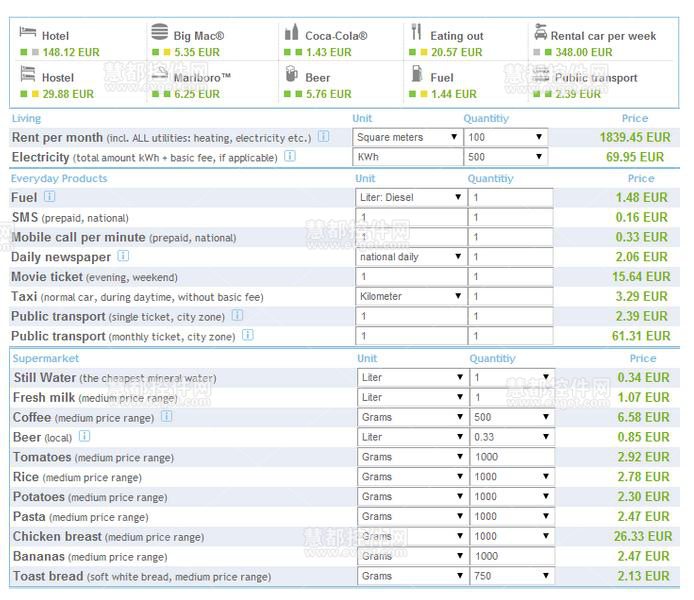 Hotel Big Mac® Coca-Cola® Eating out Rental car per week
148.12 EUR 5.35 EUR 1.43 EUR 20.57 EUR 348.00 EUR
Hostel Marlboro™ Beer Fuel Public transport
29.88 EUR 6.25 EUR 5.76 EUR 1.44 EUR 2.39 EUR
Living Unit Quantitiy Price
Rent per month (incl. ALL utilities: heating, electricity etc.) i Square meters 100 1839.45 EUR
Electricity (total amount kWh + basic fee, if applicable) i KWh 500 69.95 EUR
Everyday Products Unit Quantitiy Price
Fuel i Liter: Diesel 1 1.48 EUR
SMS (prepaid, national) 1 1 0.16 EUR
Mobile call per minute (prepaid, national) 1 1 0.33 EUR
Daily newspaper i national daily 1 2.06 EUR
Movie ticket (evening, weekend) 1 1 15.64 EUR
Taxi (normal car, during daytime, without basic fee) Kilometer 1 3.29 EUR
Public transport (single ticket, city zone) i 1 1 2.39 EUR
Public transport (monthly ticket, city zone) i 1 1 61.31 EUR
Supermarket Unit Quantitiy Price
Still Water (the cheapest mineral water) Liter 1 0.34 EUR
Fresh milk (medium price range) Liter 1 1.07 EUR
Coffee (medium price range) i Grams 500 6.58 EUR
Beer (local) i Liter 0.33 0.85 EUR
Tomatoes (medium price range) Grams 1000 2.92 EUR
Rice (medium price range) Grams 1000 2.78 EUR
Potatoes (medium price range) Grams 1000 2.30 EUR
Pasta (medium price range) Grams 1000 2.47 EUR
Chicken breast (medium price range) Grams 1000 26.33 EUR
Bananas (medium price range) Grams 1000 2.47 EUR
Toast bread (soft white bread, medium price range) Grams 750 2.13 EUR
慧都控件网
www.evget.com